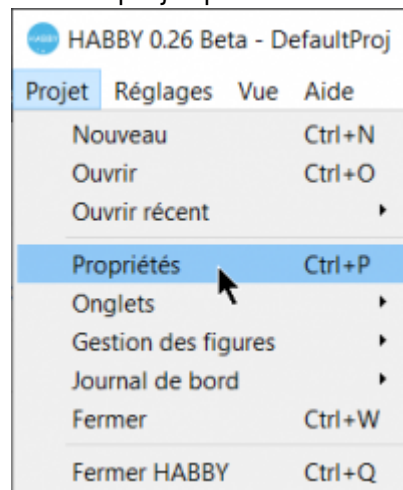 HABBY HABBY 0.26 Beta - DefaultProj
Projet Réglages Vue Aide
Nouveau Ctrl+N
Ouvrir Ctrl+O
Ouvrir récent
Propriétés Ctrl+P
Onglets
Gestion des figures
Journal de bord
Fermer Ctrl+W
Fermer HABBY Ctrl+Q